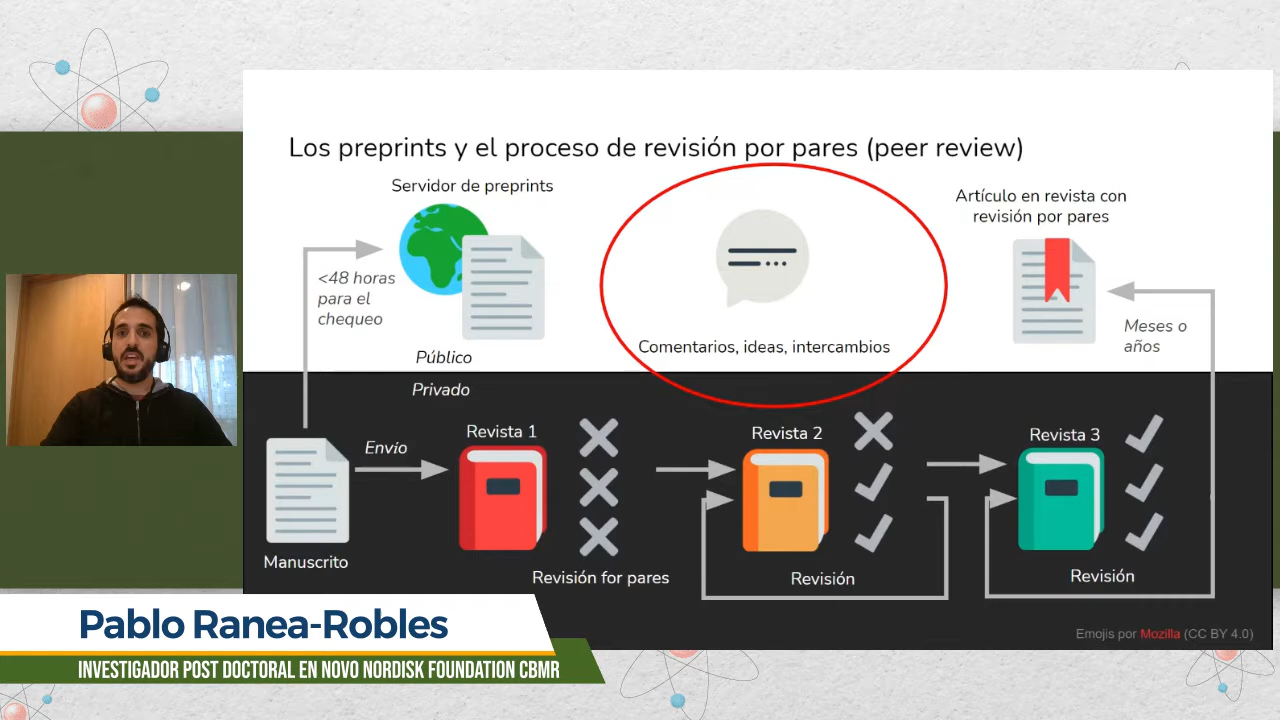 Los preprints y el proceso de revisión por pares (peer review)
Servidor de preprints
Artículo en revista con
revisión por pares
<48 horas
para el
chequeo
Meses o
años
Comentarios, ideas, intercambios
Público
Privado
Envío
Revista 1
Revista 2
Revista 3
Manuscrito
Revisión for pares
Revisión
Revisión
Emojis por Mozilla (CC BY 4.0)
Pablo Ranea-Robles
INVESTIGADOR POST DOCTORAL EN NOVO NORDISK FOUNDATION CBMR